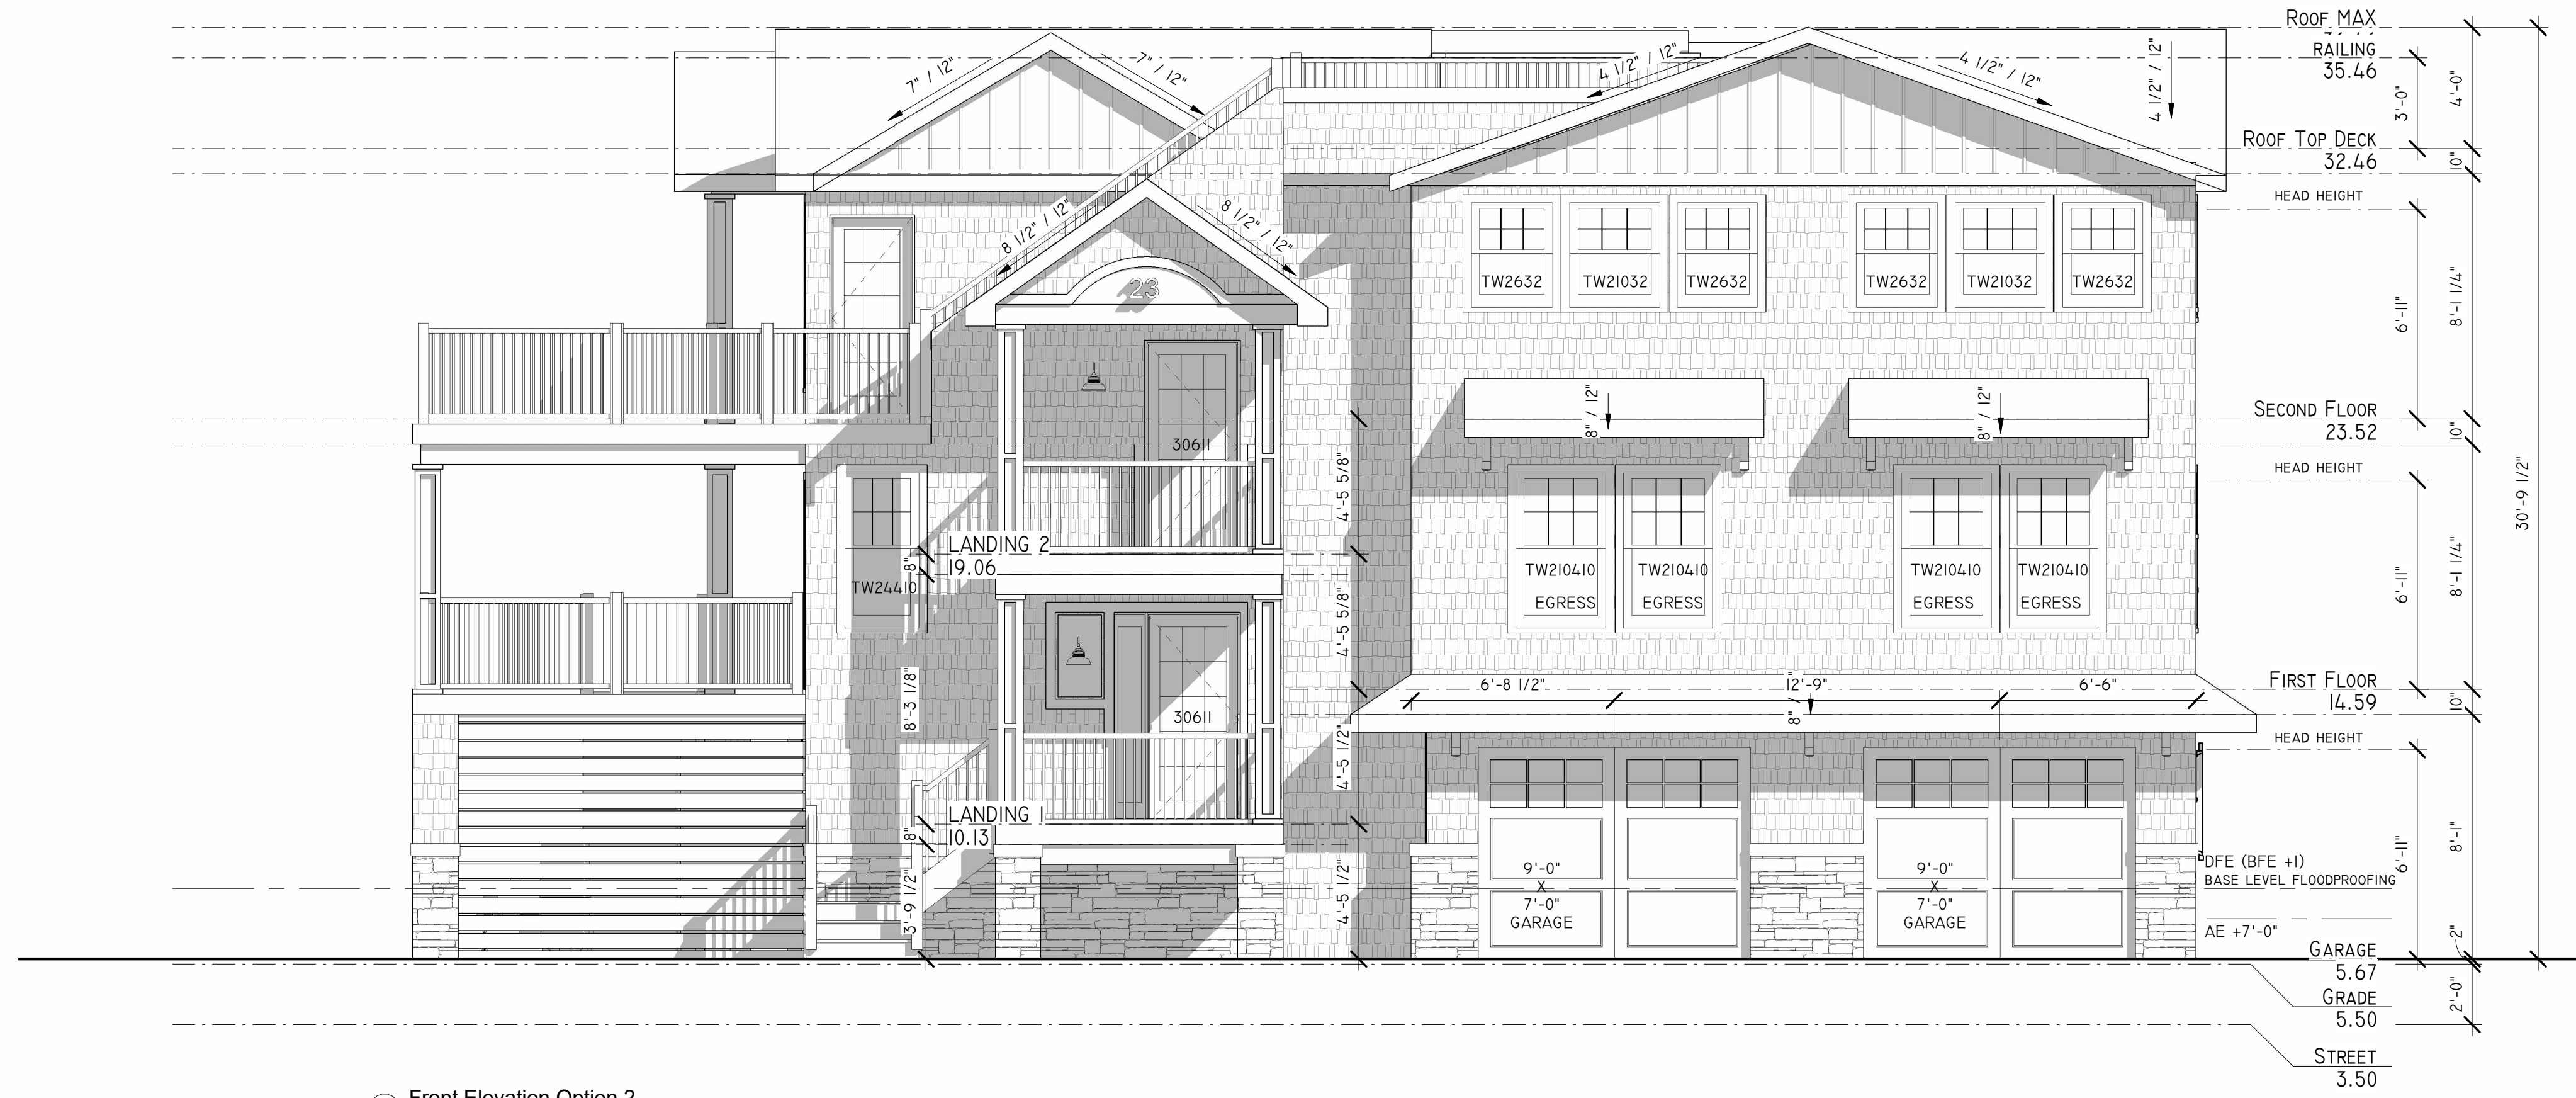 ROOF MAX
RAILING
35.46
3'-0"
4'-0"
ROOF TOP DECK
32.46
10"
HEAD HEIGHT
6'-11"
8'-1 1/4"
SECOND FLOOR
23.52
10"
HEAD HEIGHT
6'-11"
8'-1 1/4"
30'-9 1/2"
FIRST FLOOR
14.59
10"
HEAD HEIGHT
6'-11"
8'-1"
DFE (BFE +1)
BASE LEVEL FLOODPROOFING
AE +7'-0"
2"
GARAGE
5.67
GRADE
5.50
2'-0"
STREET
3.50
7" / 12"
7" / 12"
4 1/2" / 12"
4 1/2" / 12"
4 1/2" / 12"
8 1/2" / 12"
8 1/2" / 12"
23
TW2632
TW21032
TW2632
TW2632
TW21032
TW2632
8" / 12"
8" / 12"
30611
4'-5 5/8"
LANDING 2
19.06
8"
TW24410
TW210410
EGRESS
TW210410
EGRESS
TW210410
EGRESS
TW210410
EGRESS
4'-5 5/8"
8'-3 1/8"
30611
6'-8 1/2"
12'-9"
6'-6"
8" / 12"
4'-5 1/2"
LANDING 1
10.13
8"
3'-9 1/2"
4'-5 1/2"
9'-0"
X
7'-0"
GARAGE
9'-0"
X
7'-0"
GARAGE
Front Elevation Option 2